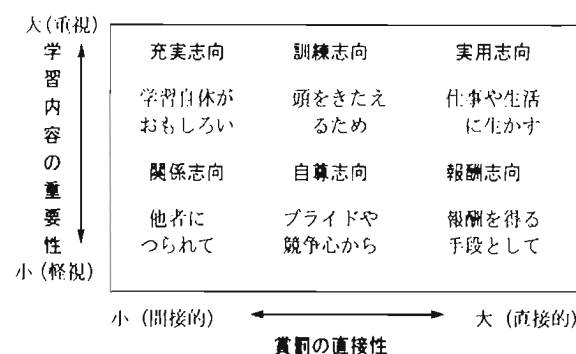 大(重視)
学習内容の重要性
小(軽視)
充実志向 訓練志向 実用志向
学習自体が 頭をきたえ 仕事や生活
おもしろい るため に生かす
関係志向 自尊志向 報酬志向
他者に プライドや 報酬を得る
つられて 競争心から 手段として
小(間接的) 大(直接的)
賞罰の直接性